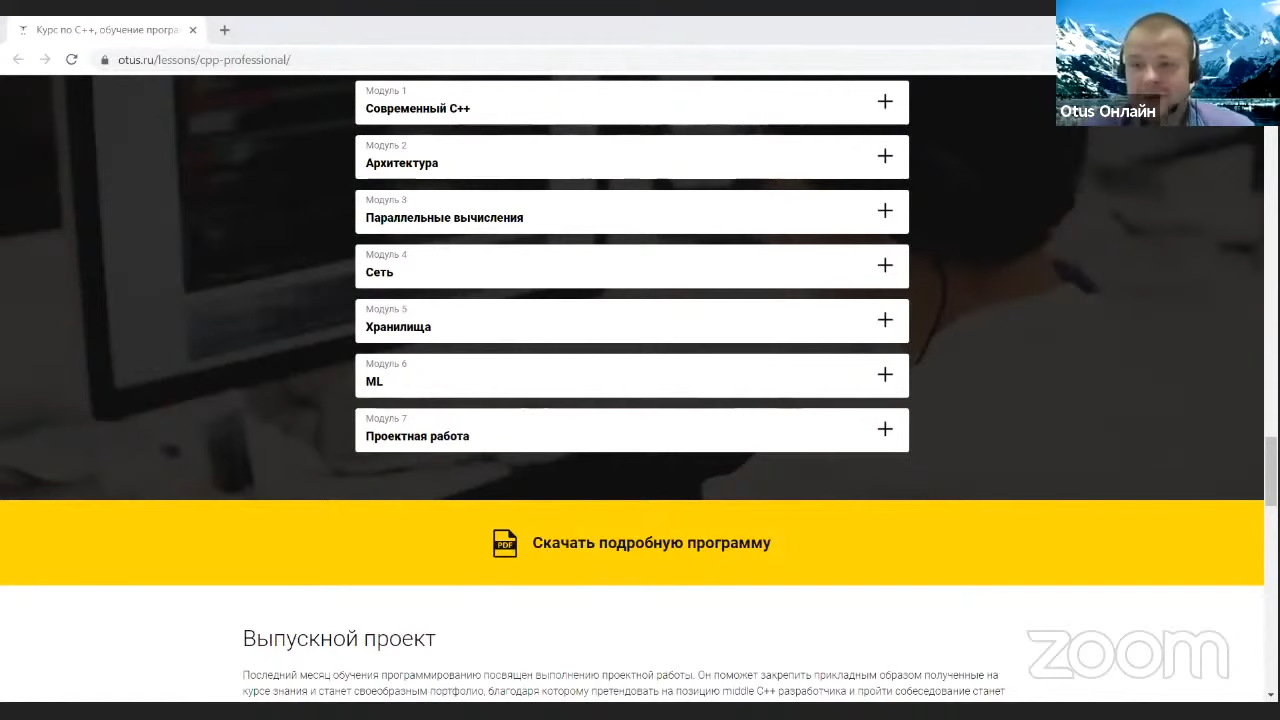 Курс по C++, обучение програ
otus.ru/lessons/cpp-professional/
Otus Онлайн
Модуль 1
Современный C++
Модуль 2
Архитектура
Модуль 3
Параллельные вычисления
Модуль 4
Сеть
Модуль 5
Хранилища
Модуль 6
ML
Модуль 7
Проектная работа
PDF
Скачать подробную программу
Выпускной проект
Последний месяц обучения программированию посвящен выполнению проектной работы. Он поможет закрепить прикладным образом полученные на
курсе знания и станет своеобразным портфолио, благодаря которому претендовать на позицию middle C++ разработчика и пройти собеседование станет
zoom